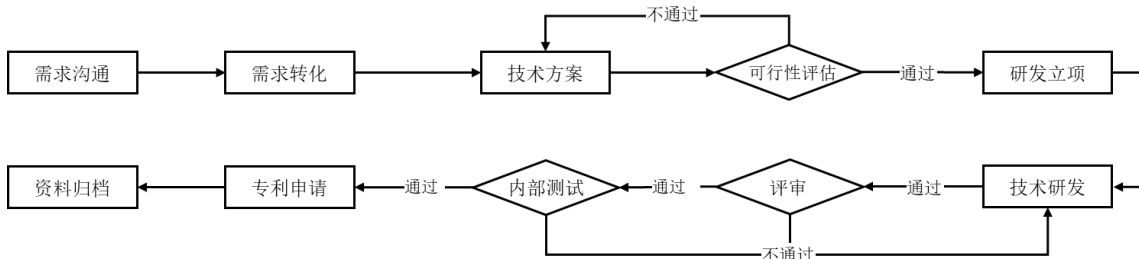 不通过
需求沟通
需求转化
技术方案
可行性评估
通过
研发立项
资料归档
专利申请
通过
内部测试
通过
评审
通过
技术研发
不通过